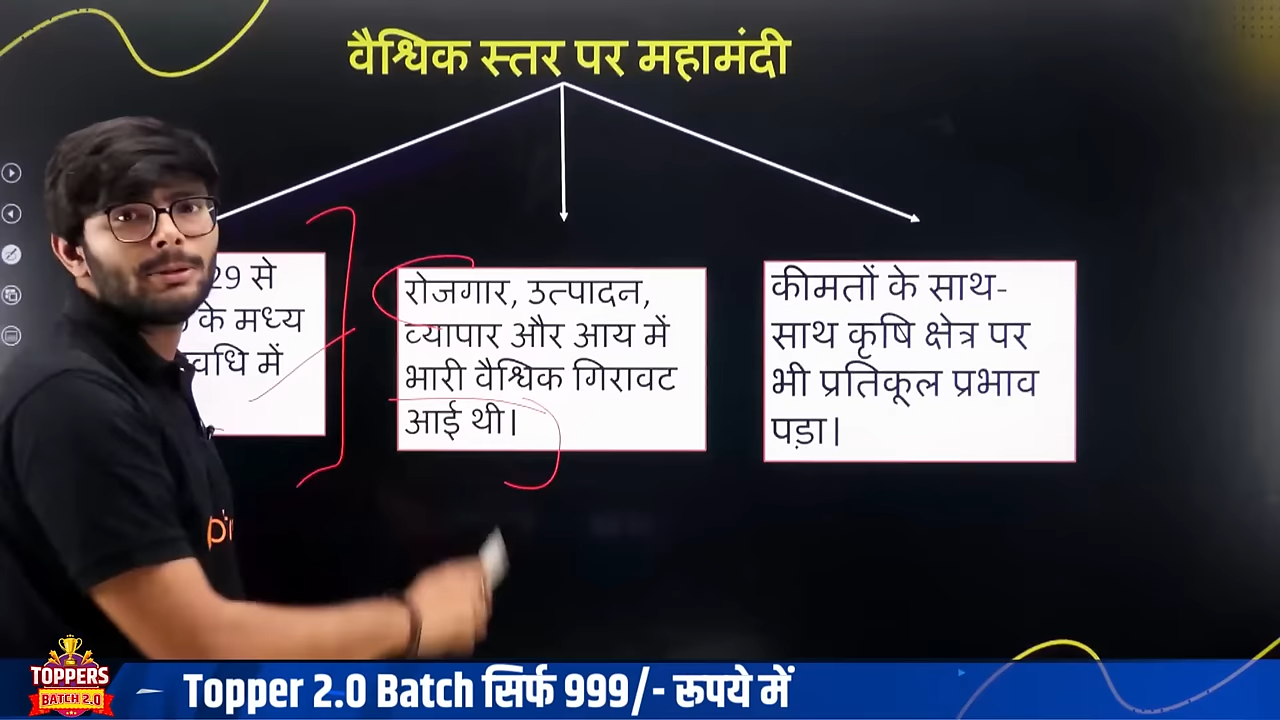 वैश्विक स्तर पर महामंदी
29 से
के मध्य
में
रोजगार, उत्पादन,
व्यापार और आय में
भारी वैश्विक गिरावट
आई थी।
कीमतों के साथ-
साथ कृषि क्षेत्र पर
भी प्रतिकूल प्रभाव
पड़ा।
TOPPERS
BATCH 2.0
Topper 2.0 Batch सिर्फ 999/- रूपये में